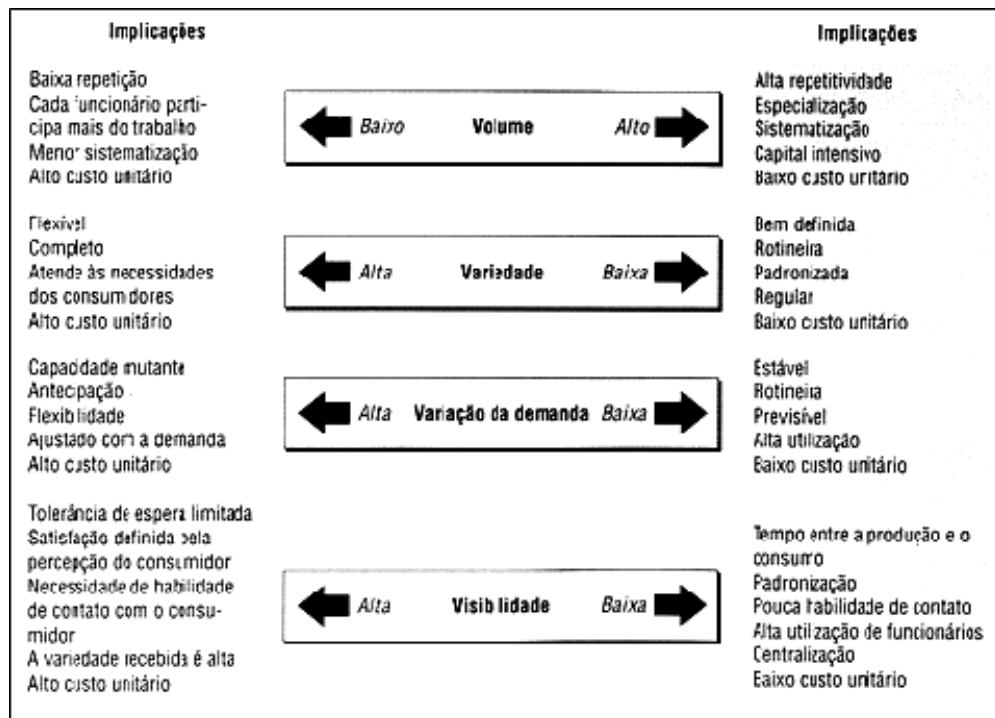 Implicações
Implicações
Baixa repetição
Cada funcionário parti-
cipa mais do trabalho
Menor sistematização
Alto custo unitário
Baixo Volume Alto
Alta repetitividade
Especialização
Sistematização
Capital intensivo
Baixo custo unitário
Flexível
Completo
Atende às necessidades
dos consumidores
Alto custo unitário
Alta Variedade Baixa
Bem definida
Rotineira
Padronizada
Regular
Baixo custo unitário
Capacidade mutante
Antecipação
Flexibilidade
Ajustado com a demanda
Alto custo unitário
Alta Variação da demanda Baixa
Estável
Rotineira
Previsível
Alta utilização
Baixo custo unitário
Tolerância de espera limitada
Satisfação definida pela
percepção do consumidor
Necessidade de habilidade
de contato com o consu-
midor
A variedade recebida é alta
Alto custo unitário
Alta Visibilidade Baixa
Tempo entre a produção e o
consumo
Padronização
Pouca habilidade de contato
Alta utilização de funcionários
Centralização
Baixo custo unitário